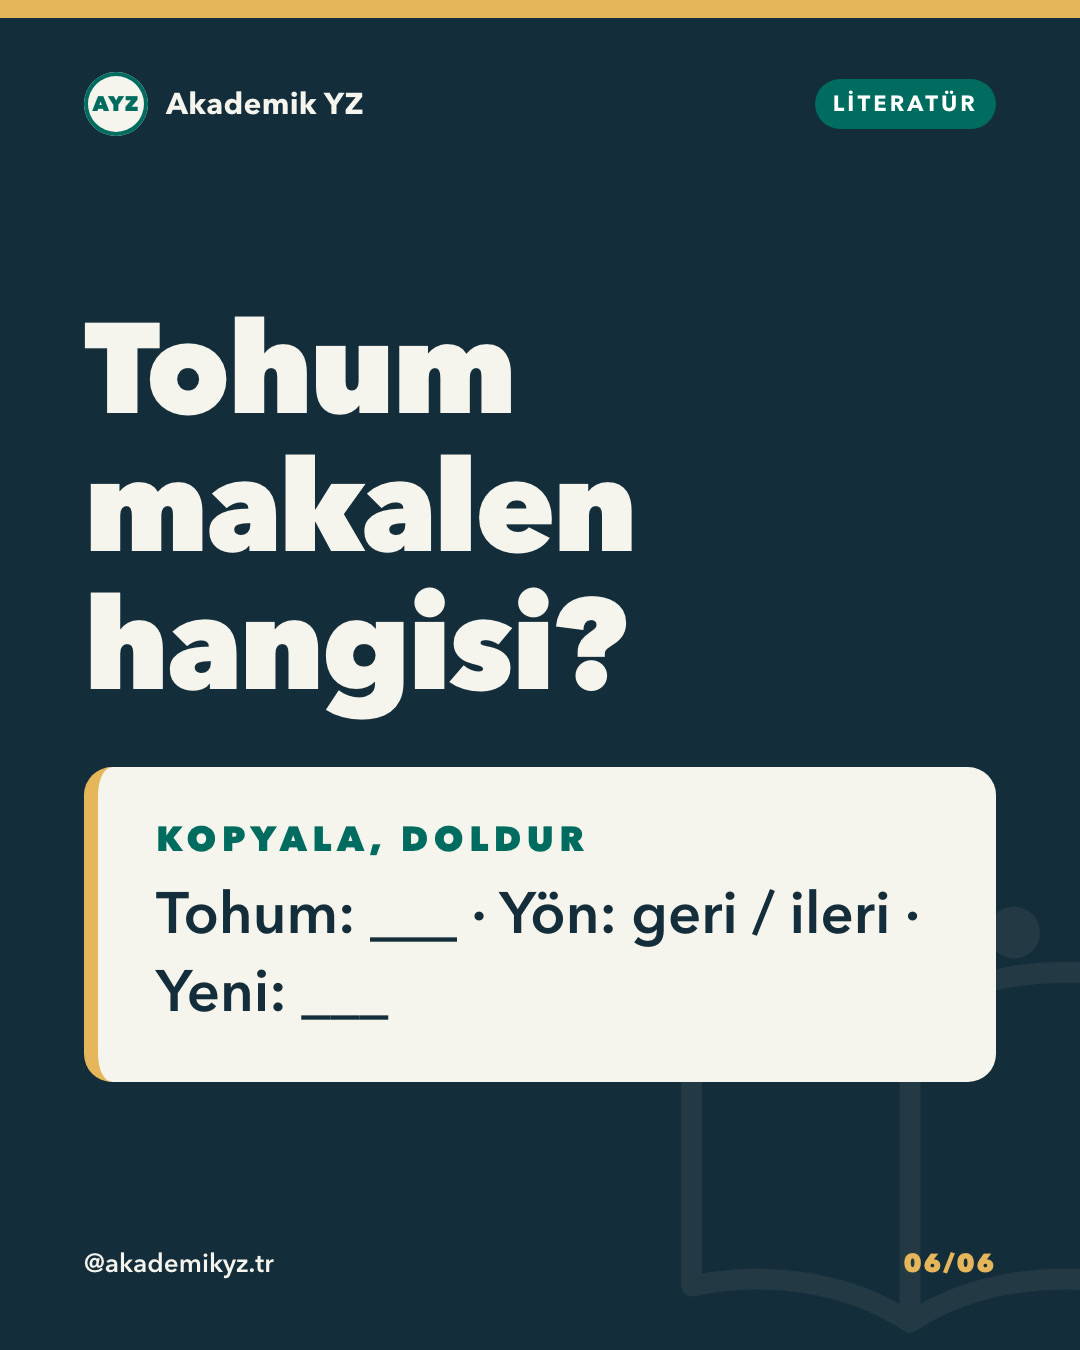 AYZ Akademik YZ
LİTERATÜR
Tohum
makalen
hangisi?
KOPYALA, DOLDUR
Tohum: ___ · Yön: geri / ileri ·
Yeni: ___
@akademikyz.tr
06/06